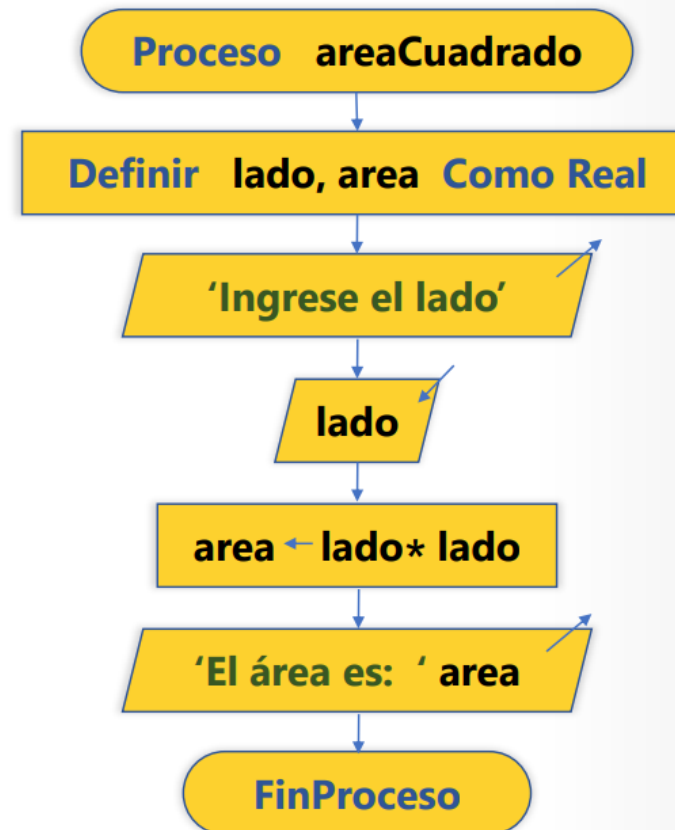 Proceso areaCuadrado
Definir lado, area Como Real
‘Ingrese el lado’
lado
area ← lado* lado
‘El área es: ‘ area
FinProceso